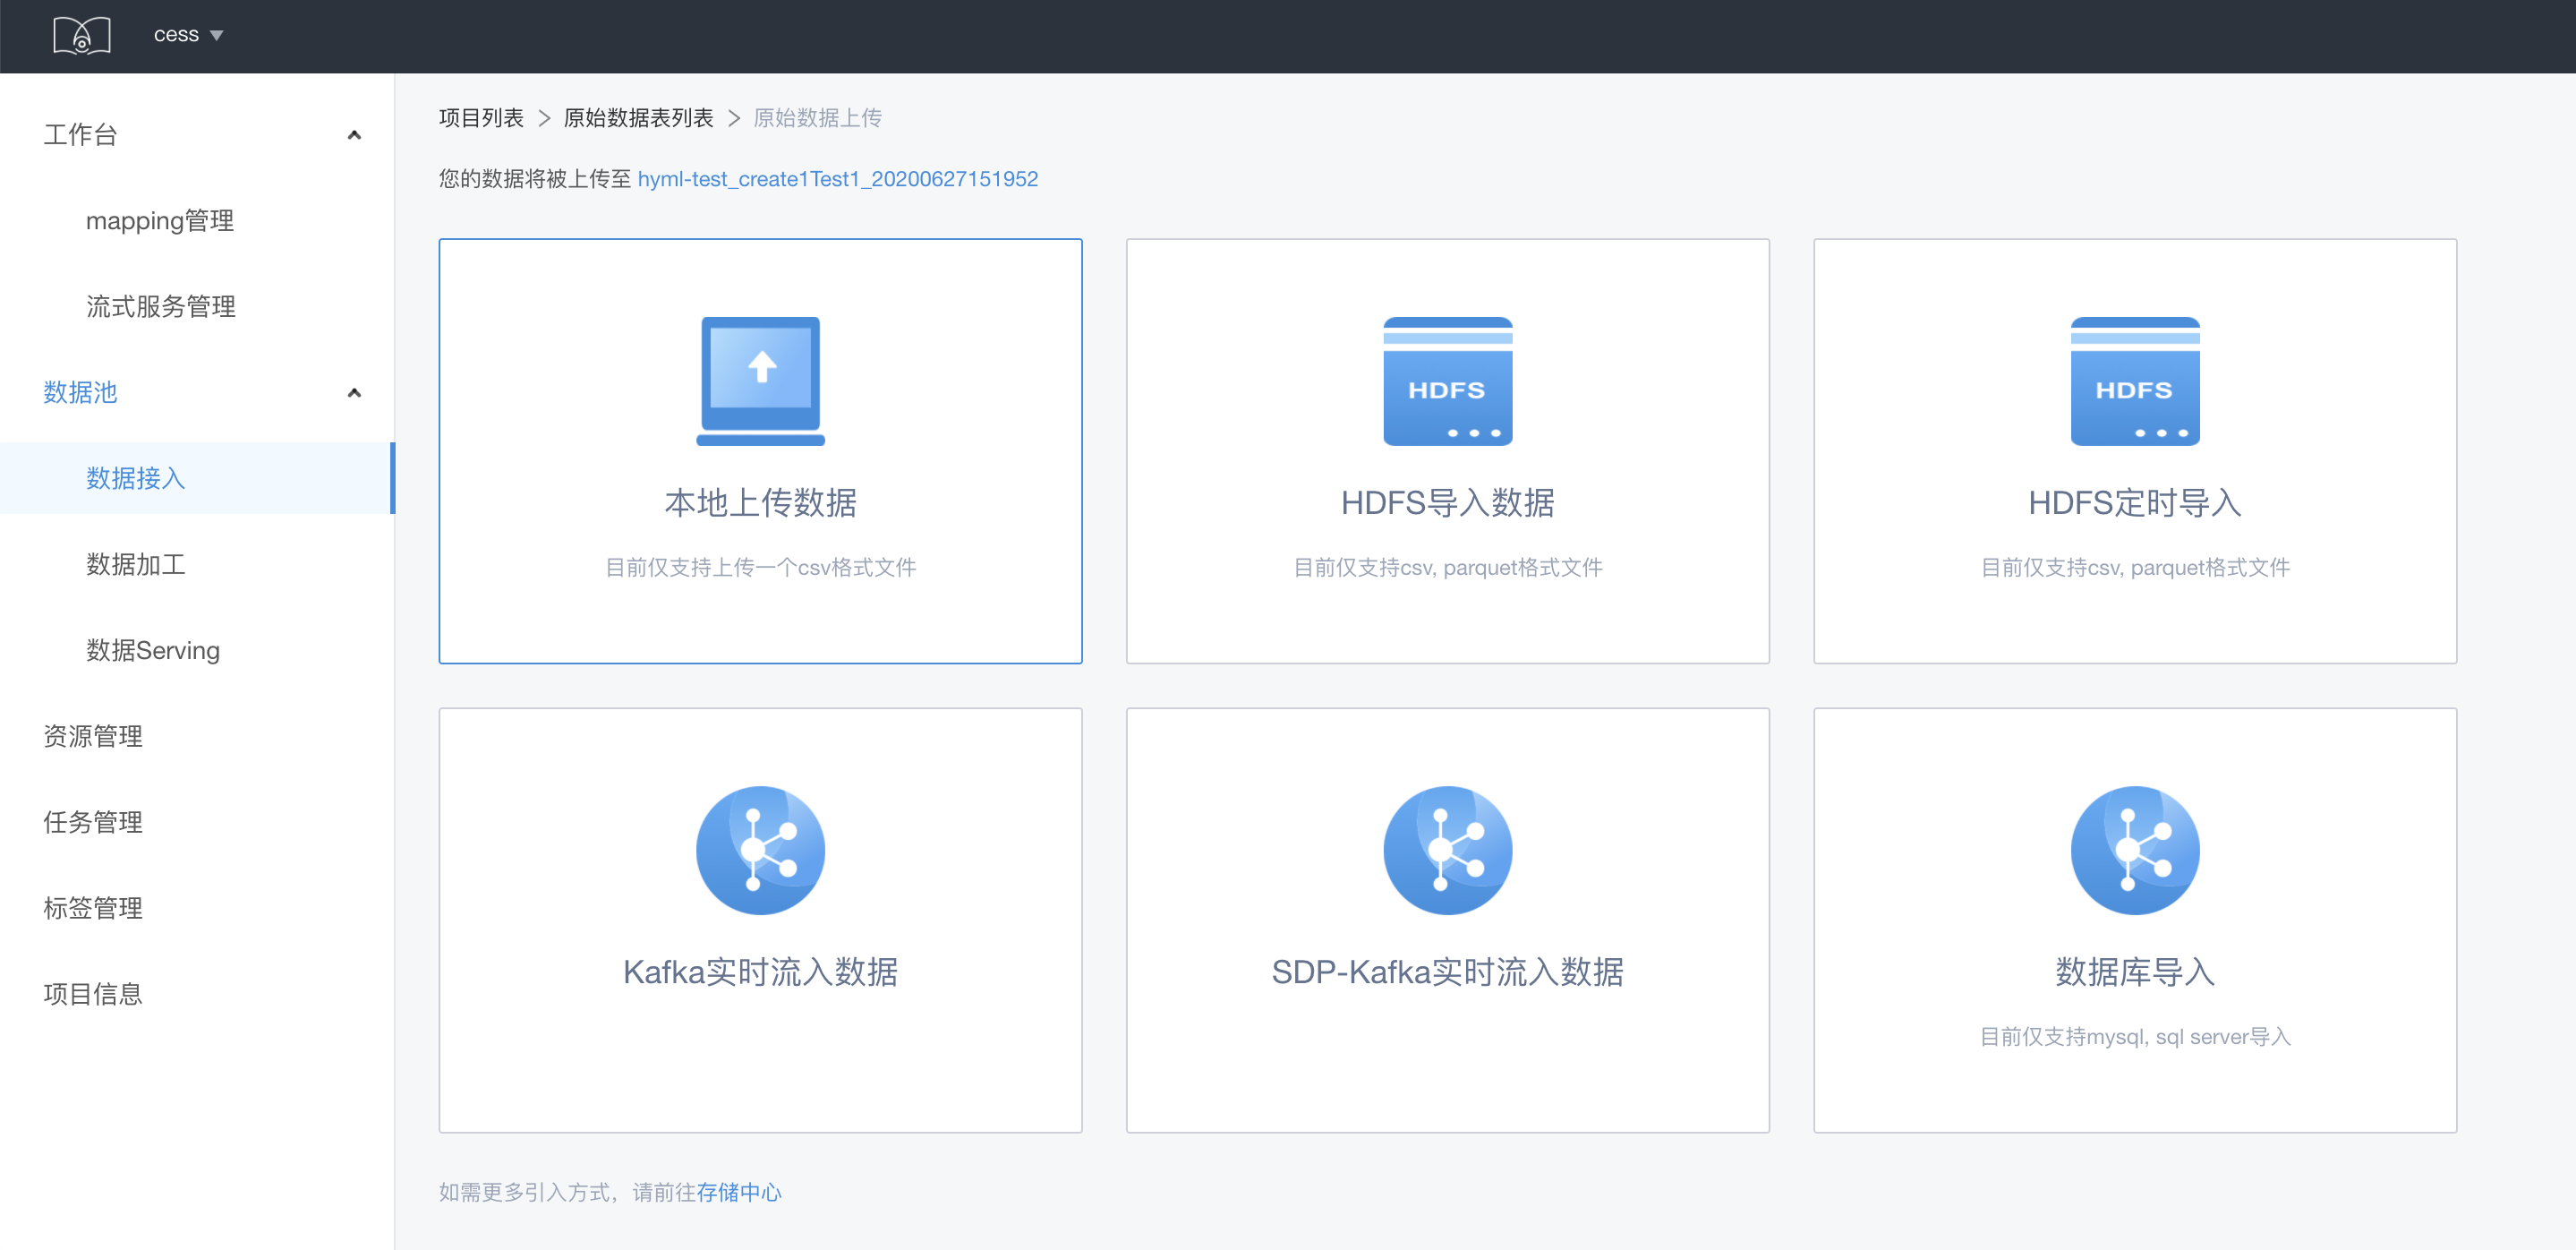 cess
工作台
mapping管理
流式服务管理
数据池
数据接入
数据加工
数据Serving
资源管理
任务管理
标签管理
项目信息
项目列表 > 原始数据表列表 > 原始数据上传
您的数据将被上传至 hyml-test_create1Test1_20200627151952
本地上传数据
目前仅支持上传一个csv格式文件
HDFS
HDFS导入数据
目前仅支持csv, parquet格式文件
HDFS
HDFS定时导入
目前仅支持csv, parquet格式文件
Kafka实时流入数据
SDP-Kafka实时流入数据
数据库导入
目前仅支持mysql, sql server导入
如需更多引入方式，请前往存储中心